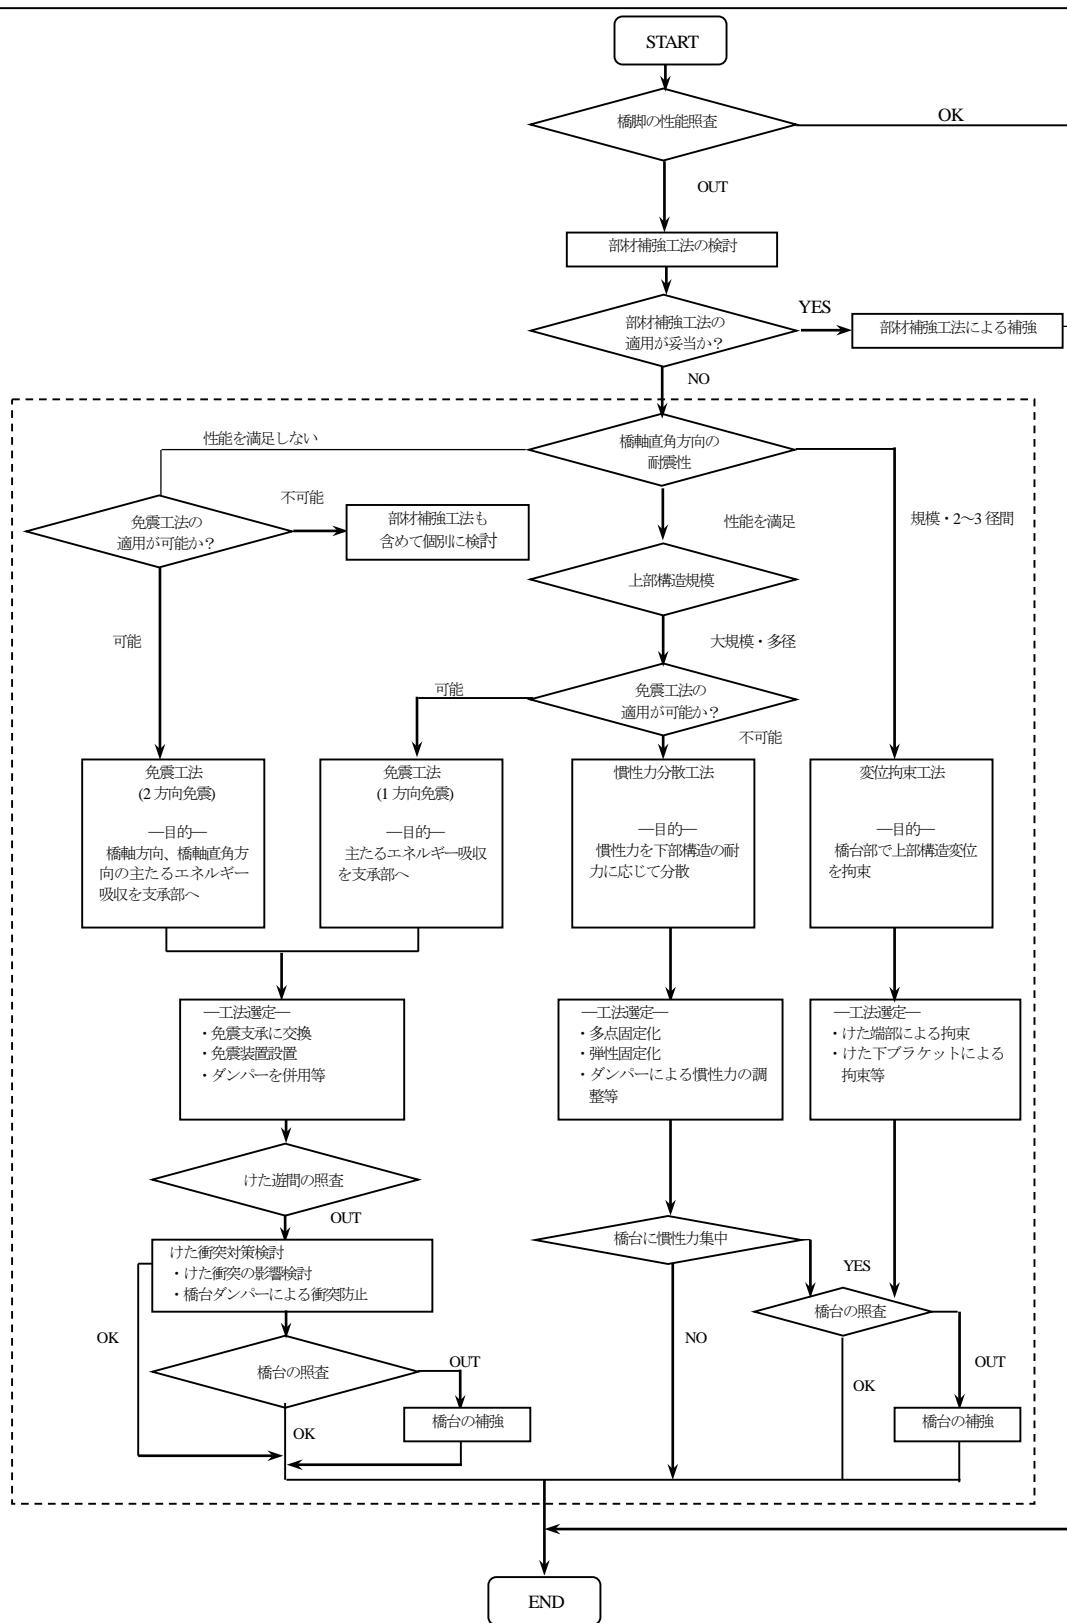 START
橋脚の性能照査
OK
OUT
部材補強工法の検討
部材補強工法の
適用が妥当か？
YES
部材補強工法による補強
NO
橋軸直角方向の
耐震性
性能を満足しない
免震工法の
適用が可能か？
不可能
部材補強工法も
含めて個別に検討
性能を満足
規模・2～3 径間
上部構造規模
可能
大規模・多径
免震工法の
適用が可能か？
可能
不可能
免震工法
(2 方向免震)
―目的―
橋軸方向、橋軸直角方
向の主たるエネルギー
吸収を支承部へ
免震工法
(1 方向免震)
―目的―
主たるエネルギー吸収
を支承部へ
慣性力分散工法
―目的―
慣性力を下部構造の耐
力に応じて分散
変位拘束工法
―目的―
橋台部で上部構造変位
を拘束
―工法選定―
・免震支承に交換
・免震装置設置
・ダンパーを併用等
―工法選定―
・多点固定化
・弾性固定化
・ダンパーによる慣性力の調
整等
―工法選定―
・けた端部による拘束
・けた下ブラケットによる
拘束等
けた遊間の照査
OUT
けた衝突対策検討
・けた衝突の影響検討
・橋台ダンパーによる衝突防止
橋台に慣性力集中
YES
橋台の照査
OK
橋台の照査
OUT
橋台の補強
OK
NO
OK
OUT
橋台の補強
END